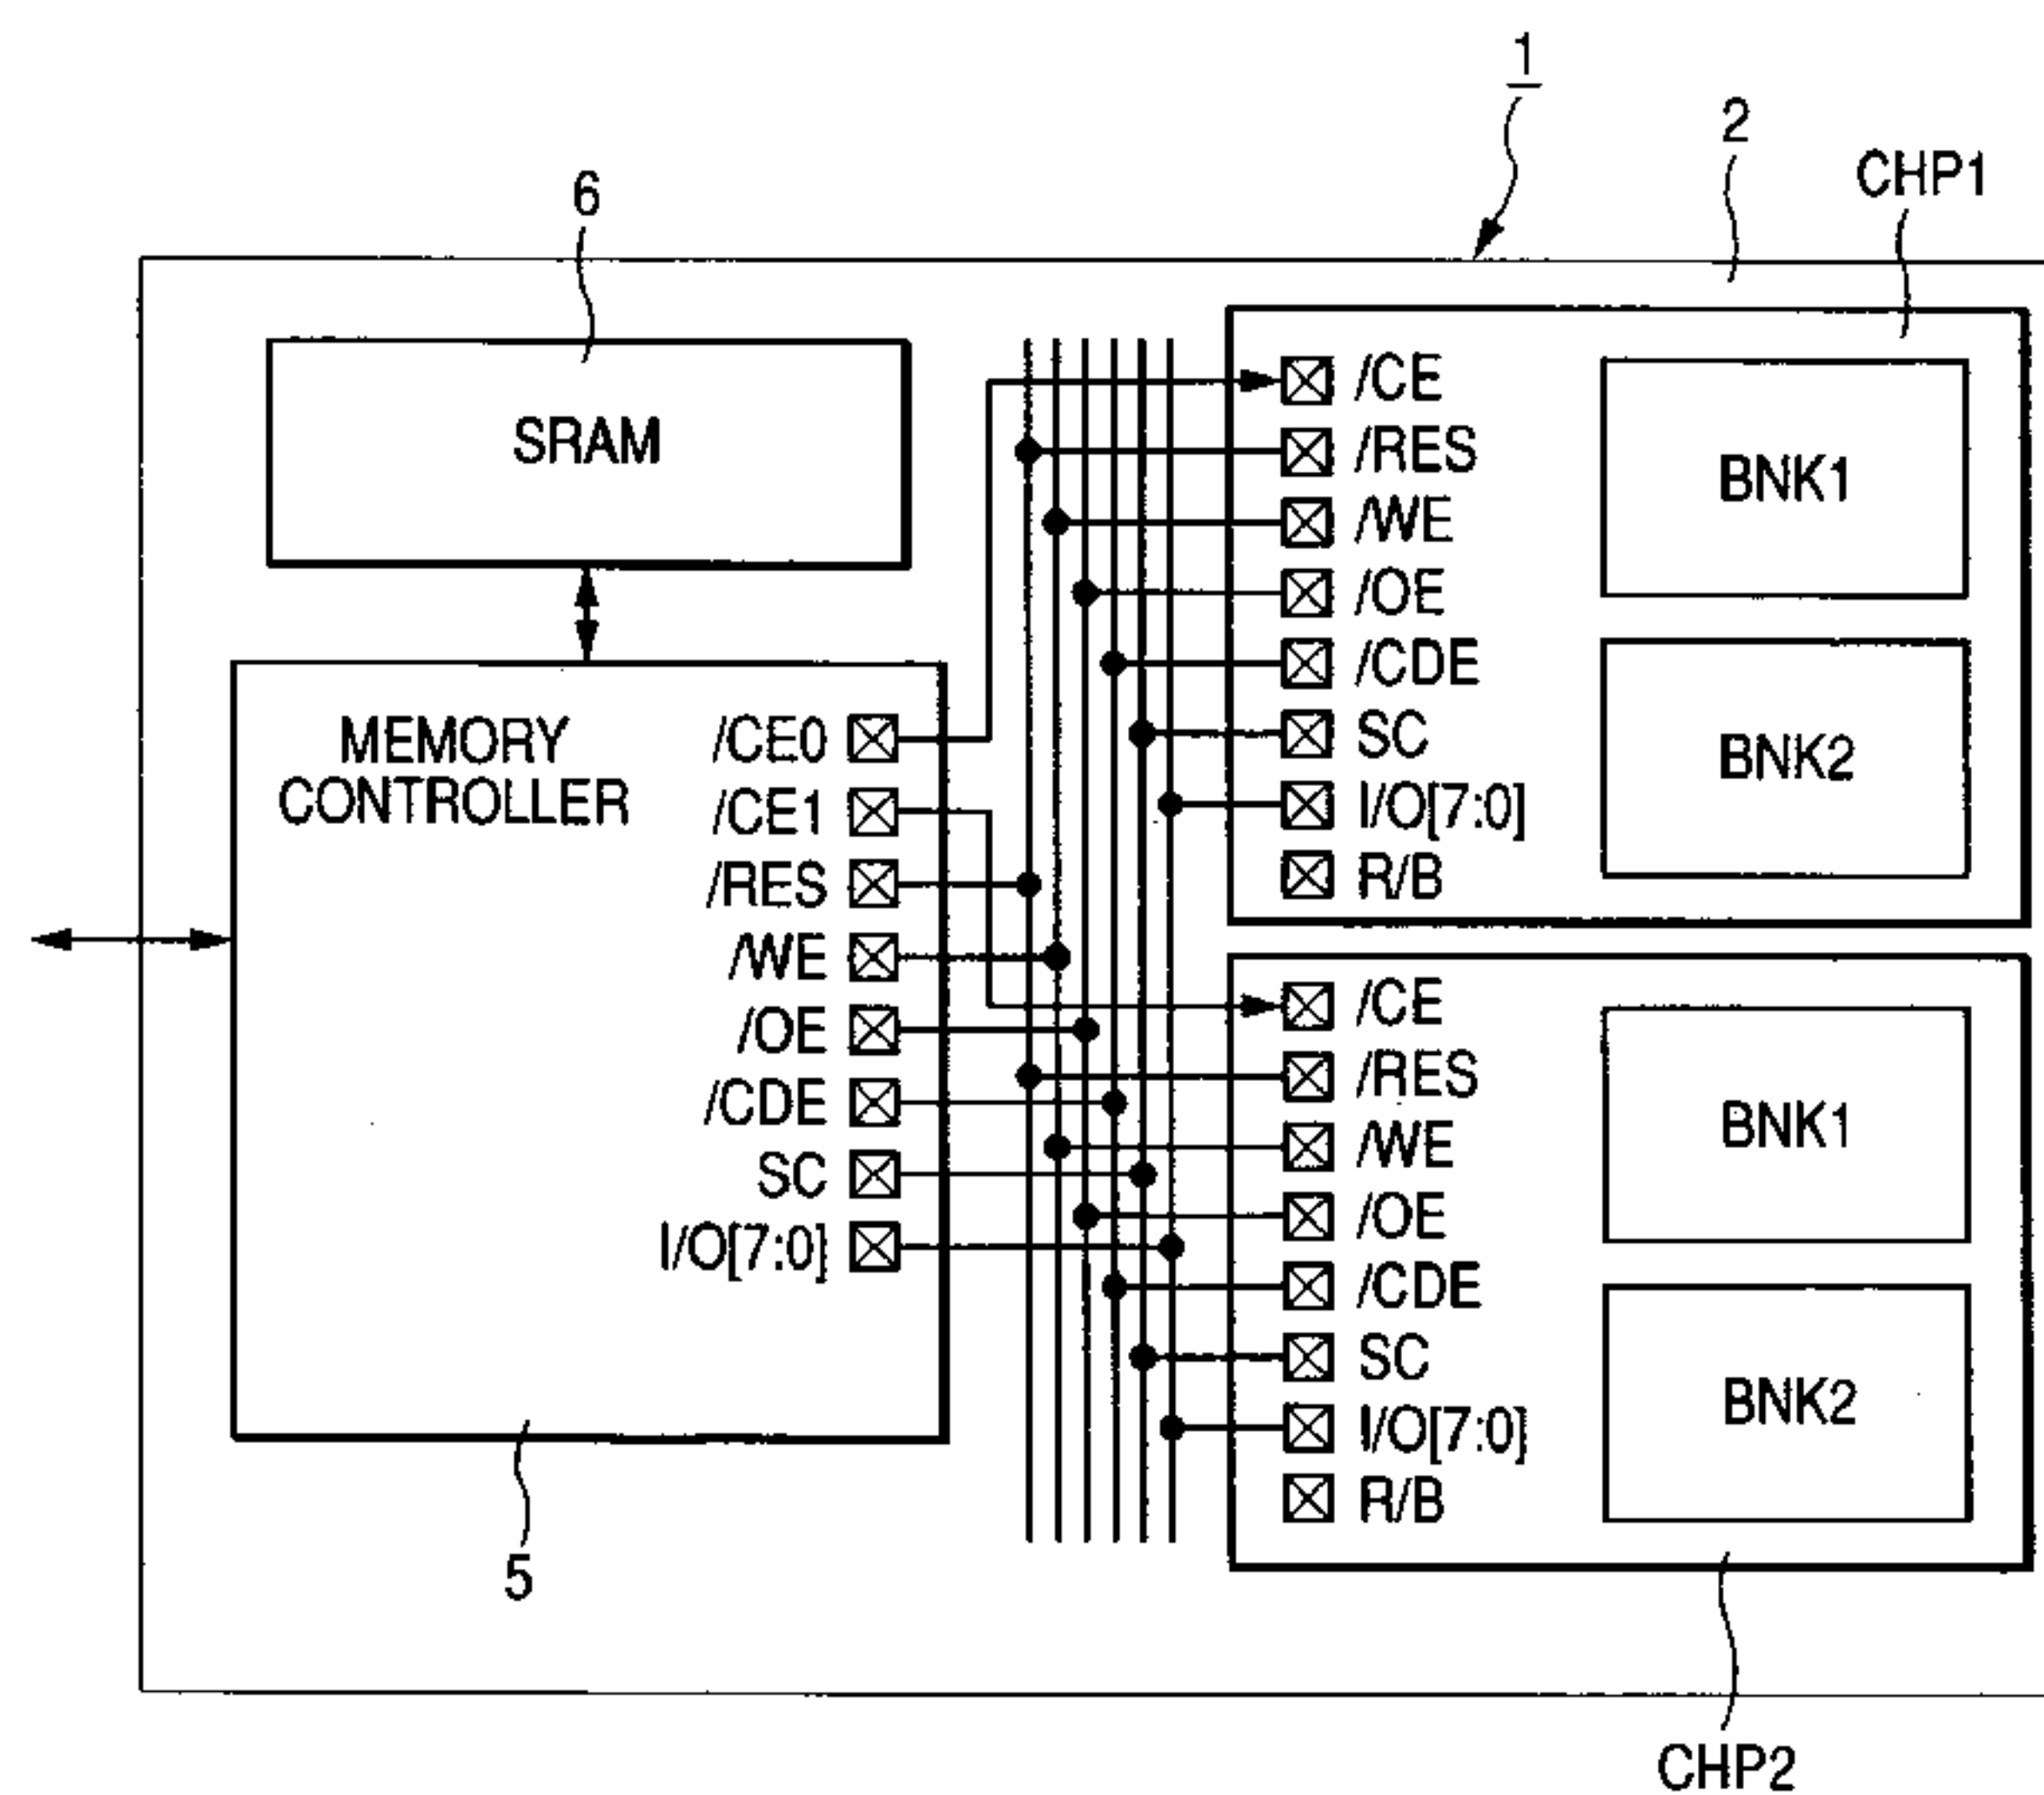 1
2
CHP1
6
SRAM
MEMORY
CONTROLLER
/CE0
/CE1
/RES
/WE
/OE
/CDE
SC
I/O[7:0]
5
/CE
/RES
/WE
/OE
/CDE
SC
I/O[7:0]
R/B
BNK1
BNK2
/CE
/RES
/WE
/OE
/CDE
SC
I/O[7:0]
R/B
BNK1
BNK2
CHP2